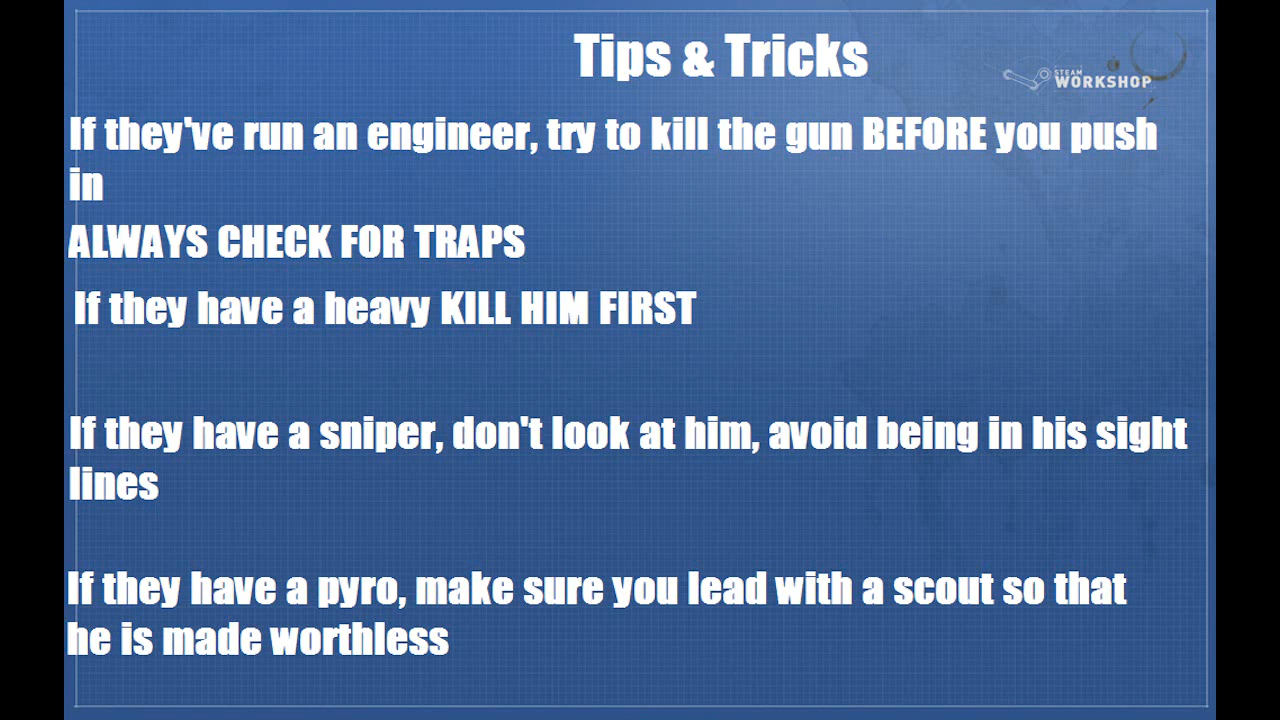 Tips & Tricks
STEAM
WORKSHOP
If they've run an engineer, try to kill the gun BEFORE you push
in
ALWAYS CHECK FOR TRAPS
If they have a heavy KILL HIM FIRST
If they have a sniper, don't look at him, avoid being in his sight
lines
If they have a pyro, make sure you lead with a scout so that
he is made worthless